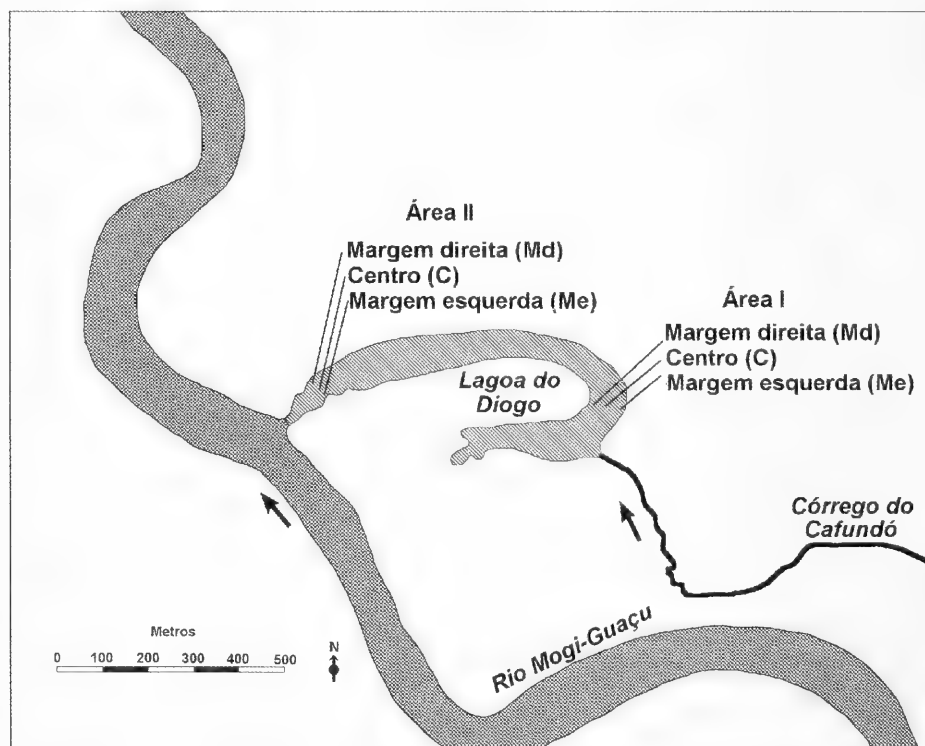 Área II
Margem direita (Md)
Centro (C)
Margem esquerda (Me)
Área I
Margem direita (Md)
Centro (C)
Margem esquerda (Me)
Lagoa do
Diogo
Córrego do
Cafundó
Rio Mogi-Guaçu
Metros
0 100 200 300 400 500
N